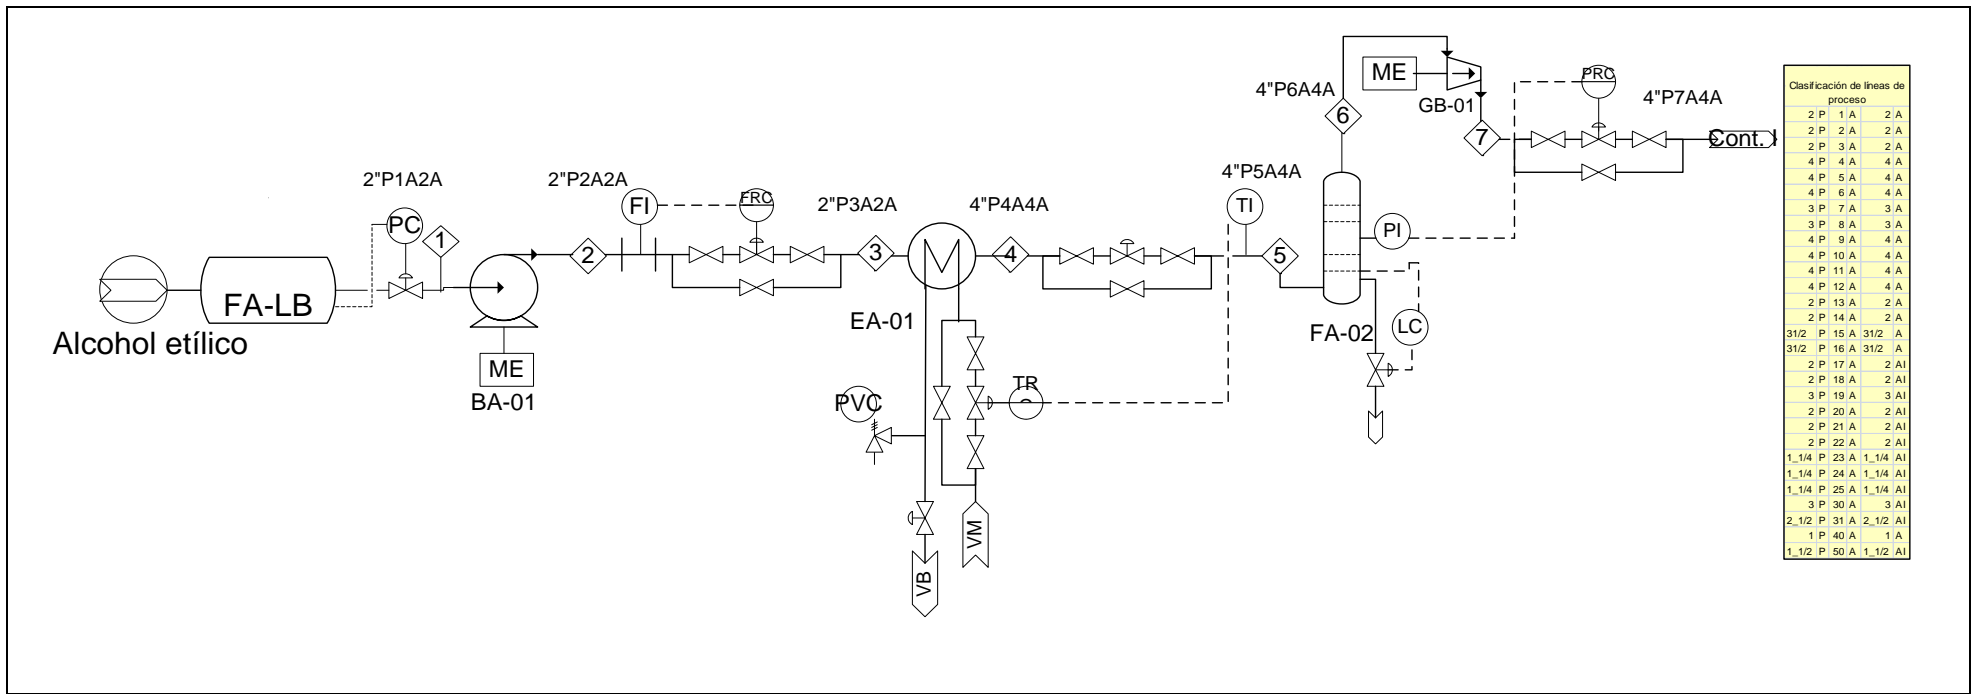 4"P6A4A
6
ME
GB-01
7
PRC
4"P7A4A
Cont. I
2"P1A2A
PC
1
2"P2A2A
FI
FRC
2
2"P3A2A
3
4"P4A4A
4
4"P5A4A
TI
5
PI
FA-LB
Alcohol etílico
ME
BA-01
EA-01
FA-02
LC
PVC
TR
VB
VM
Clasificación de líneas de
proceso
2 P 1 A 2 A
2 P 2 A 2 A
2 P 3 A 2 A
4 P 4 A 4 A
4 P 5 A 4 A
4 P 6 A 4 A
3 P 7 A 3 A
3 P 8 A 3 A
4 P 9 A 4 A
4 P 10 A 4 A
4 P 11 A 4 A
4 P 12 A 4 A
2 P 13 A 2 A
2 P 14 A 2 A
31/2 P 15 A 31/2 A
31/2 P 16 A 31/2 A
2 P 17 A 2 AI
2 P 18 A 2 AI
3 P 19 A 3 AI
2 P 20 A 2 AI
2 P 21 A 2 AI
2 P 22 A 2 AI
1_1/4 P 23 A 1_1/4 AI
1_1/4 P 24 A 1_1/4 AI
1_1/4 P 25 A 1_1/4 AI
3 P 30 A 3 AI
2_1/2 P 31 A 2_1/2 AI
1 P 40 A 1 A
1_1/2 P 50 A 1_1/2 AI